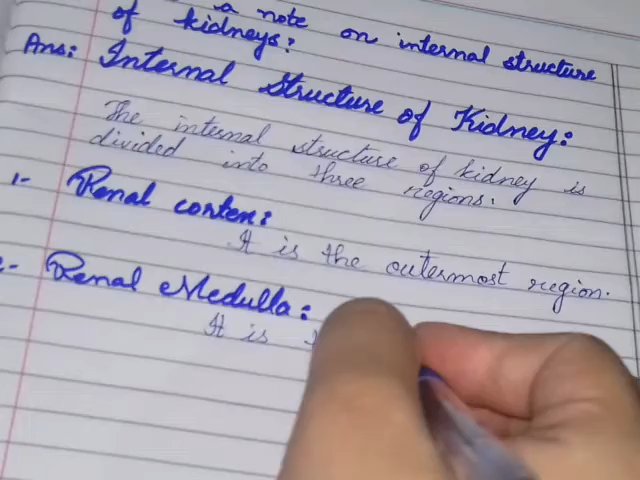 a note on internal structure
of kidneys:
Ans: Internal Structure of Kidney:
The internal structure of kidney is
divided into three regions.
1- Renal cortex:
It is the outermost region.
2- Renal Medulla:
It is